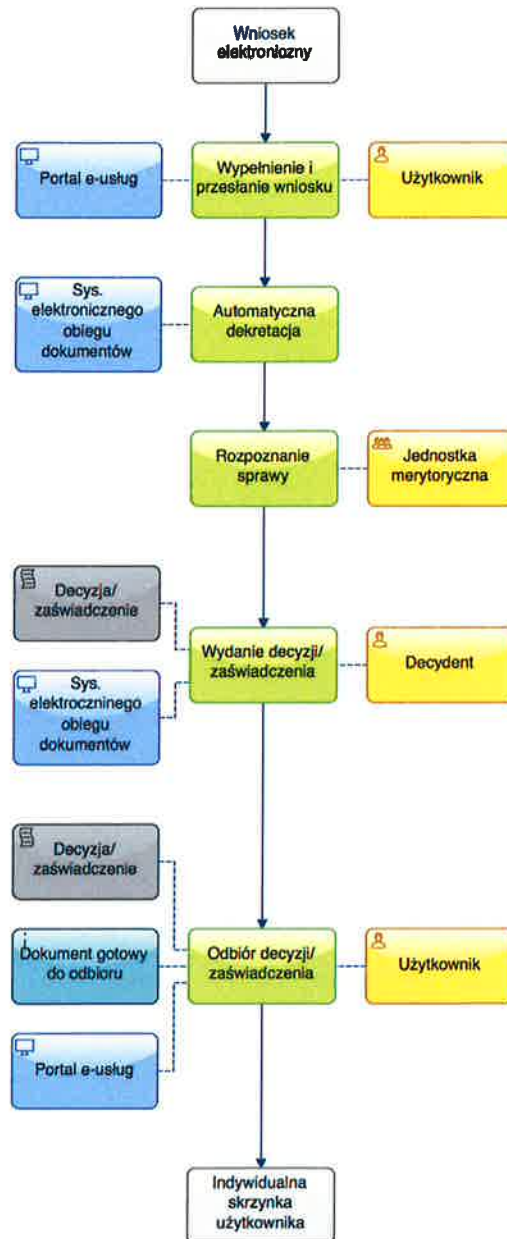 Wniosek
elektroniozny
Portal e-usług
Wypełnienie i
przesłanie wniosku
Użytkownik
Sys.
elektronicznego
obiegu
dokumentów
Automatyczna
dekretacja
Rozpoznanie
sprawy
Jednostka
merytoryczna
Decyzja/
zaświadczenie
Wydanie decyzji/
zaświadczenia
Decydent
Sys.
elektroczninego
obiegu
dokumentów
Decyzja/
zaświadczenie
Dokument gotowy
do odbioru
Odbiór decyzji/
zaświadczenia
Użytkownik
Portal e-usług
Indywidualna
skrzynka
użytkownika